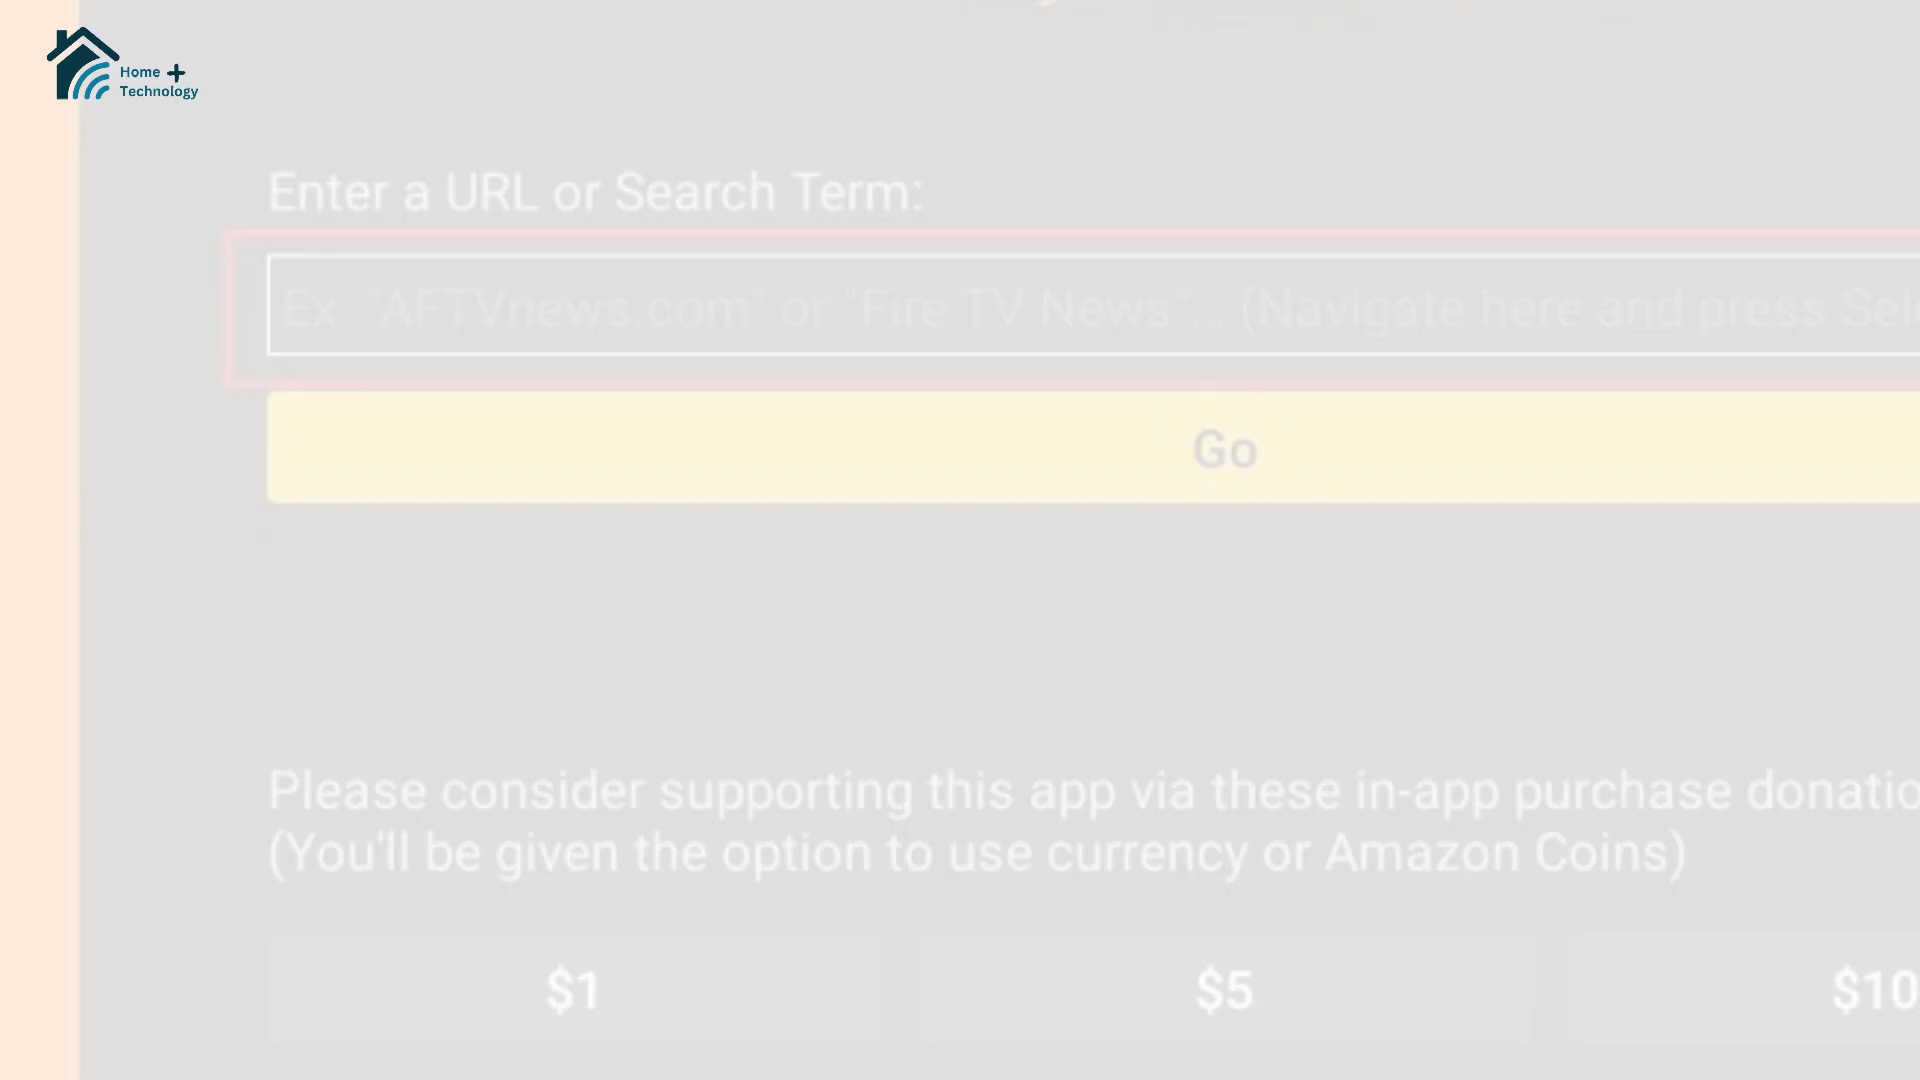 Home +
Technology
Enter a URL or Search Term:
Ex: "AFTVnews.com" or "Fire TV News"... (Navigate here and press Sel
Go
Please consider supporting this app via these in-app purchase donatio
(You'll be given the option to use currency or Amazon Coins)
$1 $5 $10